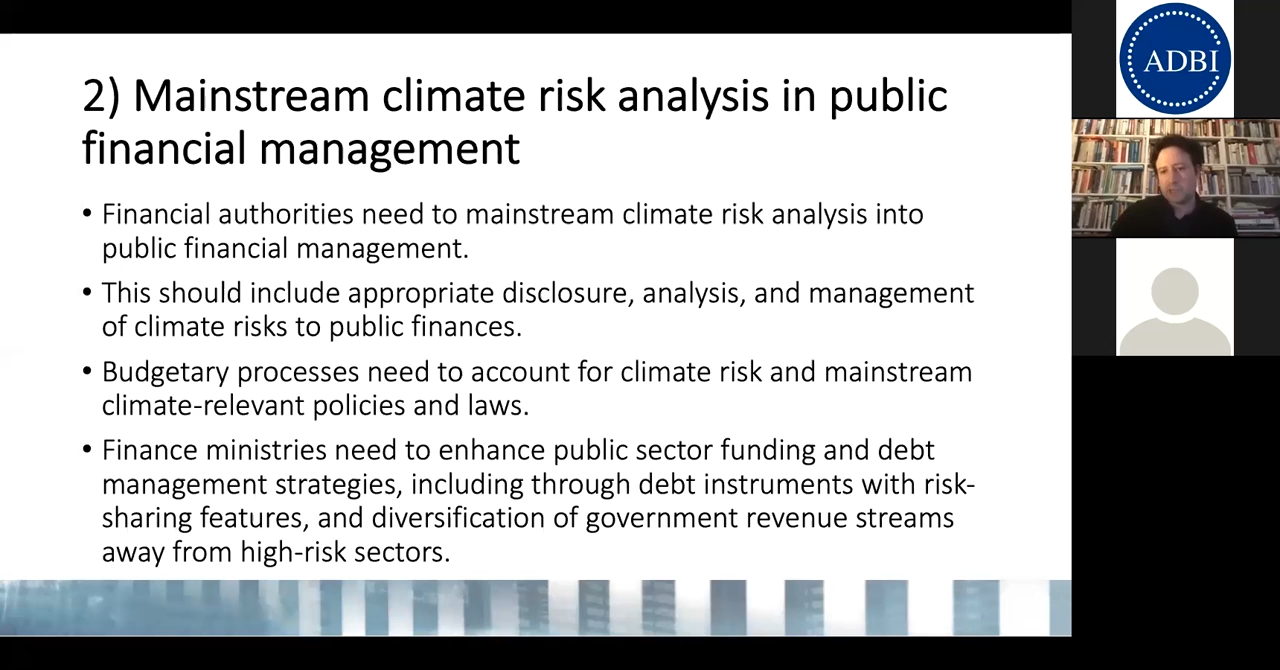 2) Mainstream climate risk analysis in public
financial management
• Financial authorities need to mainstream climate risk analysis into
public financial management.
• This should include appropriate disclosure, analysis, and management
of climate risks to public finances.
• Budgetary processes need to account for climate risk and mainstream
climate-relevant policies and laws.
• Finance ministries need to enhance public sector funding and debt
management strategies, including through debt instruments with risk-
sharing features, and diversification of government revenue streams
away from high-risk sectors.
ADBI